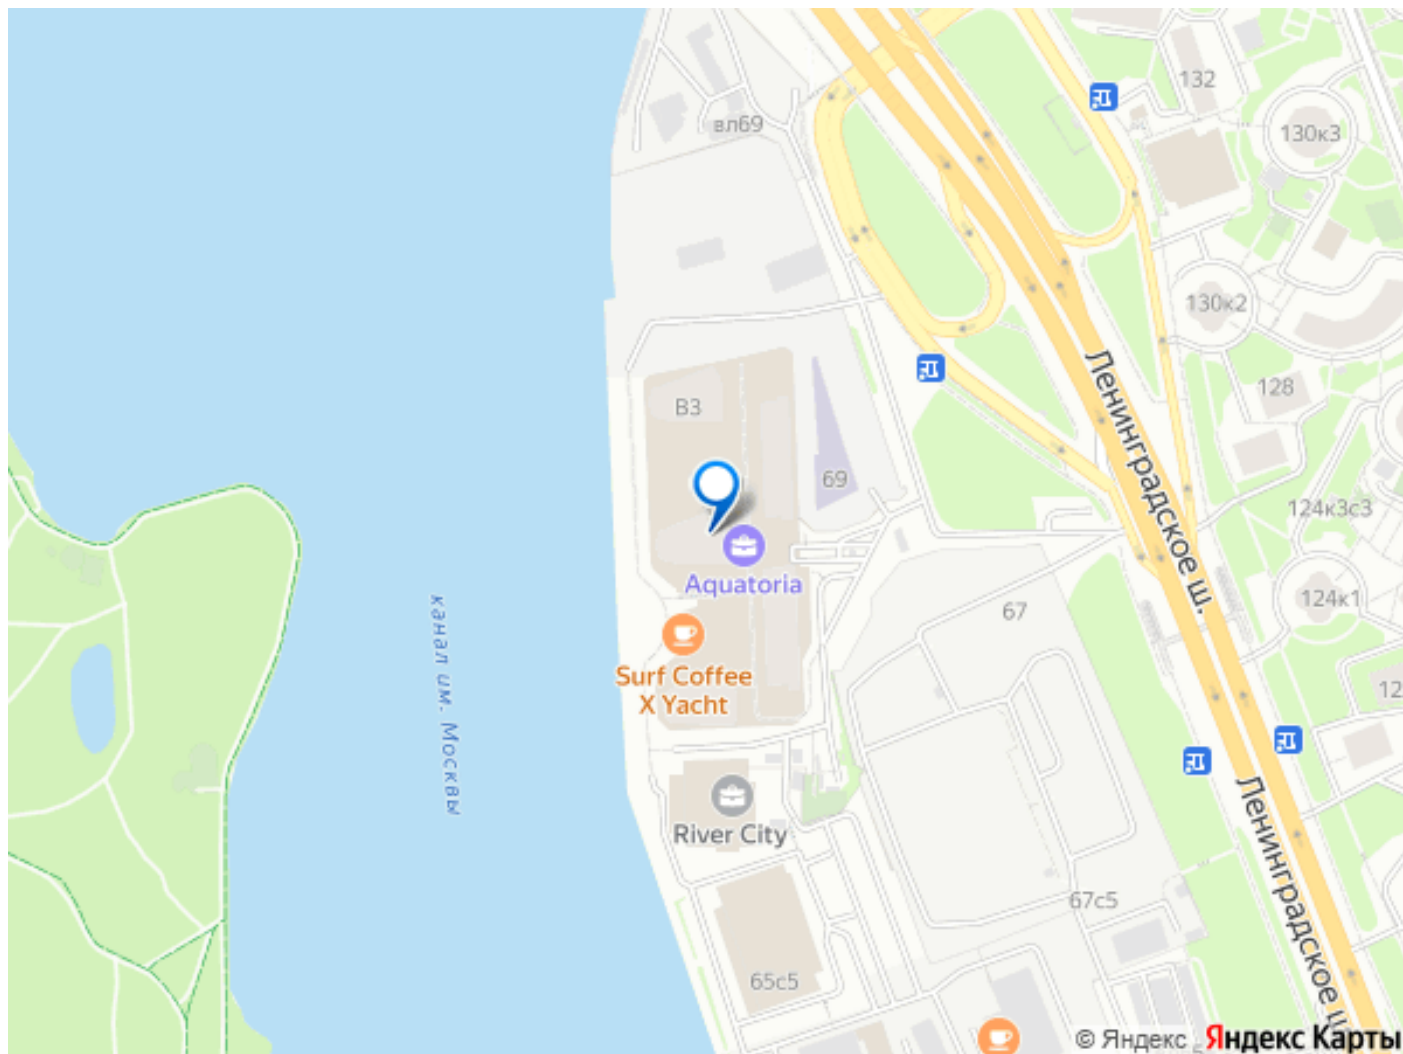 132
вл69
130к3
130к2
Ленинградское ш.
128
В3
69
124к3с3
Aquatoria
124к1
67
канал им. Москвы
Surf Coffee
X Yacht
12
River City
Ленинградское ш.
67с5
65с5
© Яндекс
Яндекс Карты